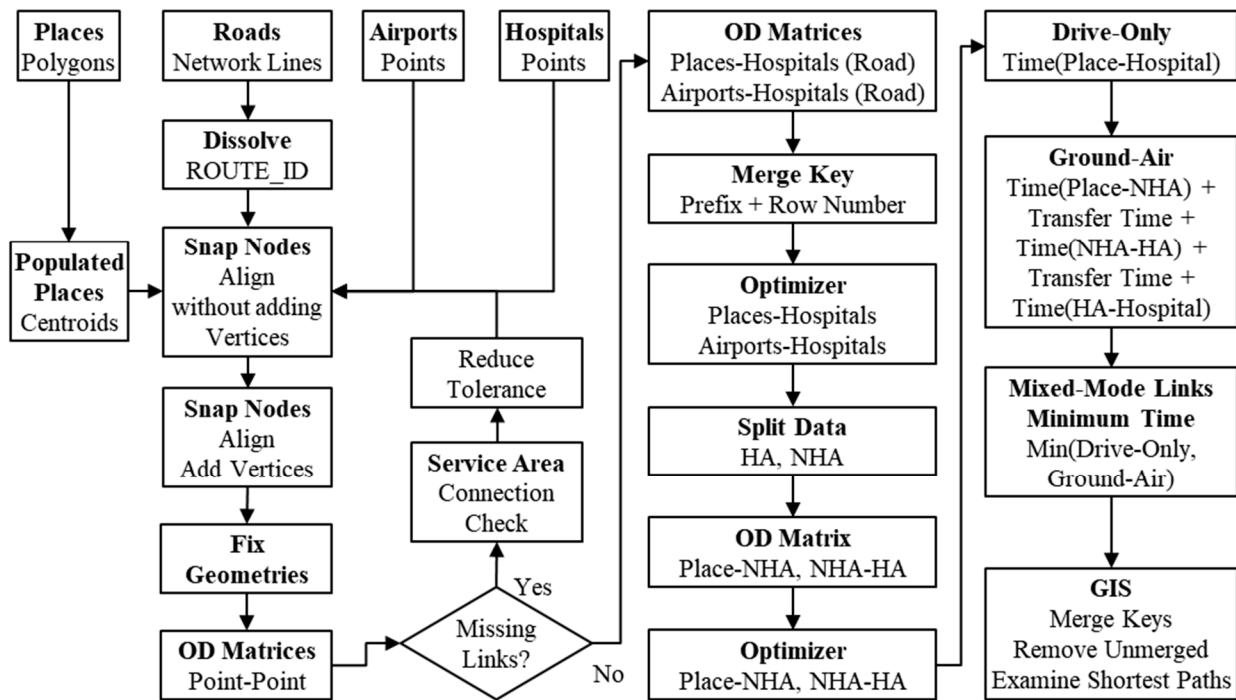 Places
Polygons
Roads
Network Lines
Airports
Points
Hospitals
Points
Dissolve
ROUTE_ID
Populated
Places
Centroids
Snap Nodes
Align
without adding
Vertices
Snap Nodes
Align
Add Vertices
Fix
Geometries
OD Matrices
Point-Point
Missing
Links?
Yes
No
Service Area
Connection
Check
Reduce
Tolerance
OD Matrices
Places-Hospitals (Road)
Airports-Hospitals (Road)
Merge Key
Prefix + Row Number
Optimizer
Places-Hospitals
Airports-Hospitals
Split Data
HA, NHA
OD Matrix
Place-NHA, NHA-HA
Optimizer
Place-NHA, NHA-HA
Drive-Only
Time(Place-Hospital)
Ground-Air
Time(Place-NHA) +
Transfer Time +
Time(NHA-HA) +
Transfer Time +
Time(HA-Hospital)
Mixed-Mode Links
Minimum Time
Min(Drive-Only,
Ground-Air)
GIS
Merge Keys
Remove Unmerged
Examine Shortest Paths